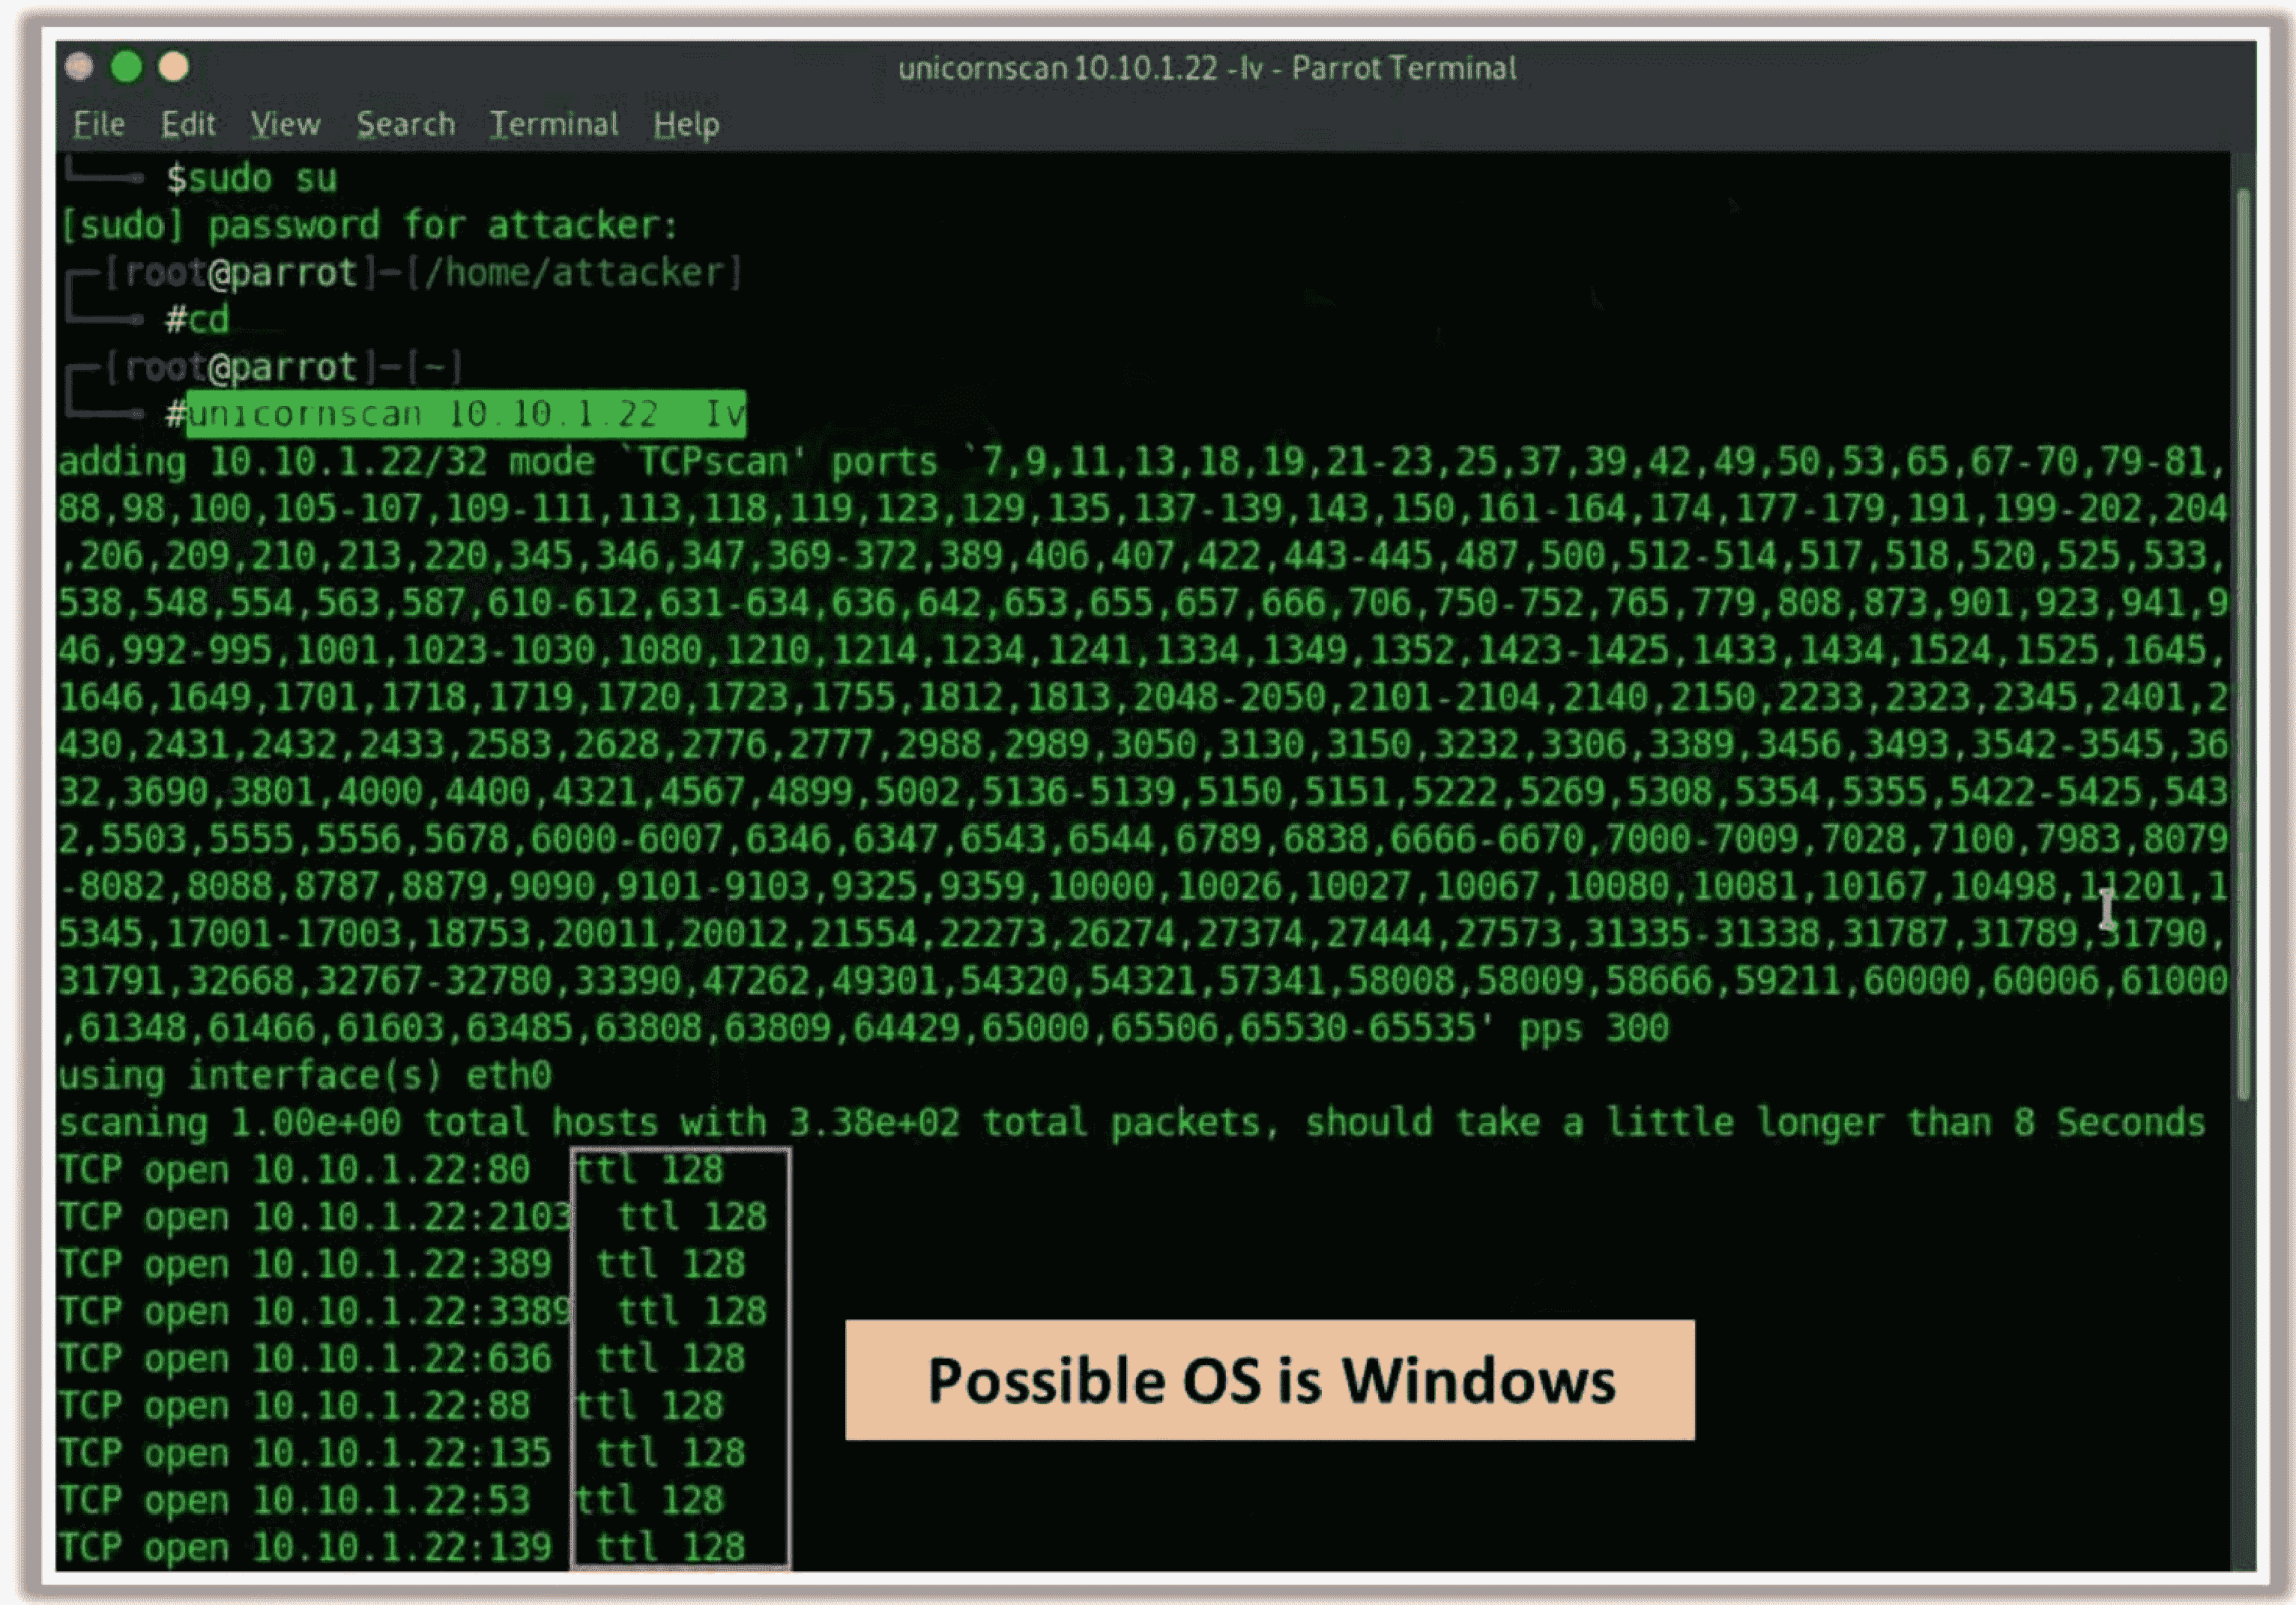 unicornscan 10.10.1.22 -Iv - Parrot Terminal
File Edit View Search Terminal Help
$sudo su
[sudo] password for attacker:
[root@parrot]-[/home/attacker]
#cd
[root@parrot]-[~]
#unicornscan 10.10.1.22 Iv
adding 10.10.1.22/32 mode `TCPscan' ports `7,9,11,13,18,19,21-23,25,37,39,42,49,50,53,65,67-70,79-81,
88,98,100,105-107,109-111,113,118,119,123,129,135,137-139,143,150,161-164,174,177-179,191,199-202,204
,206,209,210,213,220,345,346,347,369-372,389,406,407,422,443-445,487,500,512-514,517,518,520,525,533,
538,548,554,563,587,610-612,631-634,636,642,653,655,657,666,706,750-752,765,779,808,873,901,923,941,9
46,992-995,1001,1023-1030,1080,1210,1214,1234,1241,1334,1349,1352,1423-1425,1433,1434,1524,1525,1645,
1646,1649,1701,1718,1719,1720,1723,1755,1812,1813,2048-2050,2101-2104,2140,2150,2233,2323,2345,2401,2
430,2431,2432,2433,2583,2628,2776,2777,2988,2989,3050,3130,3150,3232,3306,3389,3456,3493,3542-3545,36
32,3690,3801,4000,4400,4321,4567,4899,5002,5136-5139,5150,5151,5222,5269,5308,5354,5355,5422-5425,543
2,5503,5555,5556,5678,6000-6007,6346,6347,6543,6544,6789,6838,6666-6670,7000-7009,7028,7100,7983,8079
-8082,8088,8787,8879,9090,9101-9103,9325,9359,10000,10026,10027,10067,10080,10081,10167,10498,11201,1
5345,17001-17003,18753,20011,20012,21554,22273,26274,27374,27444,27573,31335-31338,31787,31789,31790,
31791,32668,32767-32780,33390,47262,49301,54320,54321,57341,58008,58009,58666,59211,60000,60006,61000
,61348,61466,61603,63485,63808,63809,64429,65000,65506,65530-65535' pps 300
using interface(s) eth0
scaning 1.00e+00 total hosts with 3.38e+02 total packets, should take a little longer than 8 Seconds
TCP open 10.10.1.22:80 ttl 128
TCP open 10.10.1.22:2103 ttl 128
TCP open 10.10.1.22:389 ttl 128
TCP open 10.10.1.22:3389 ttl 128
TCP open 10.10.1.22:636 ttl 128
TCP open 10.10.1.22:88 ttl 128
TCP open 10.10.1.22:135 ttl 128
TCP open 10.10.1.22:53 ttl 128
TCP open 10.10.1.22:139 ttl 128
Possible OS is Windows